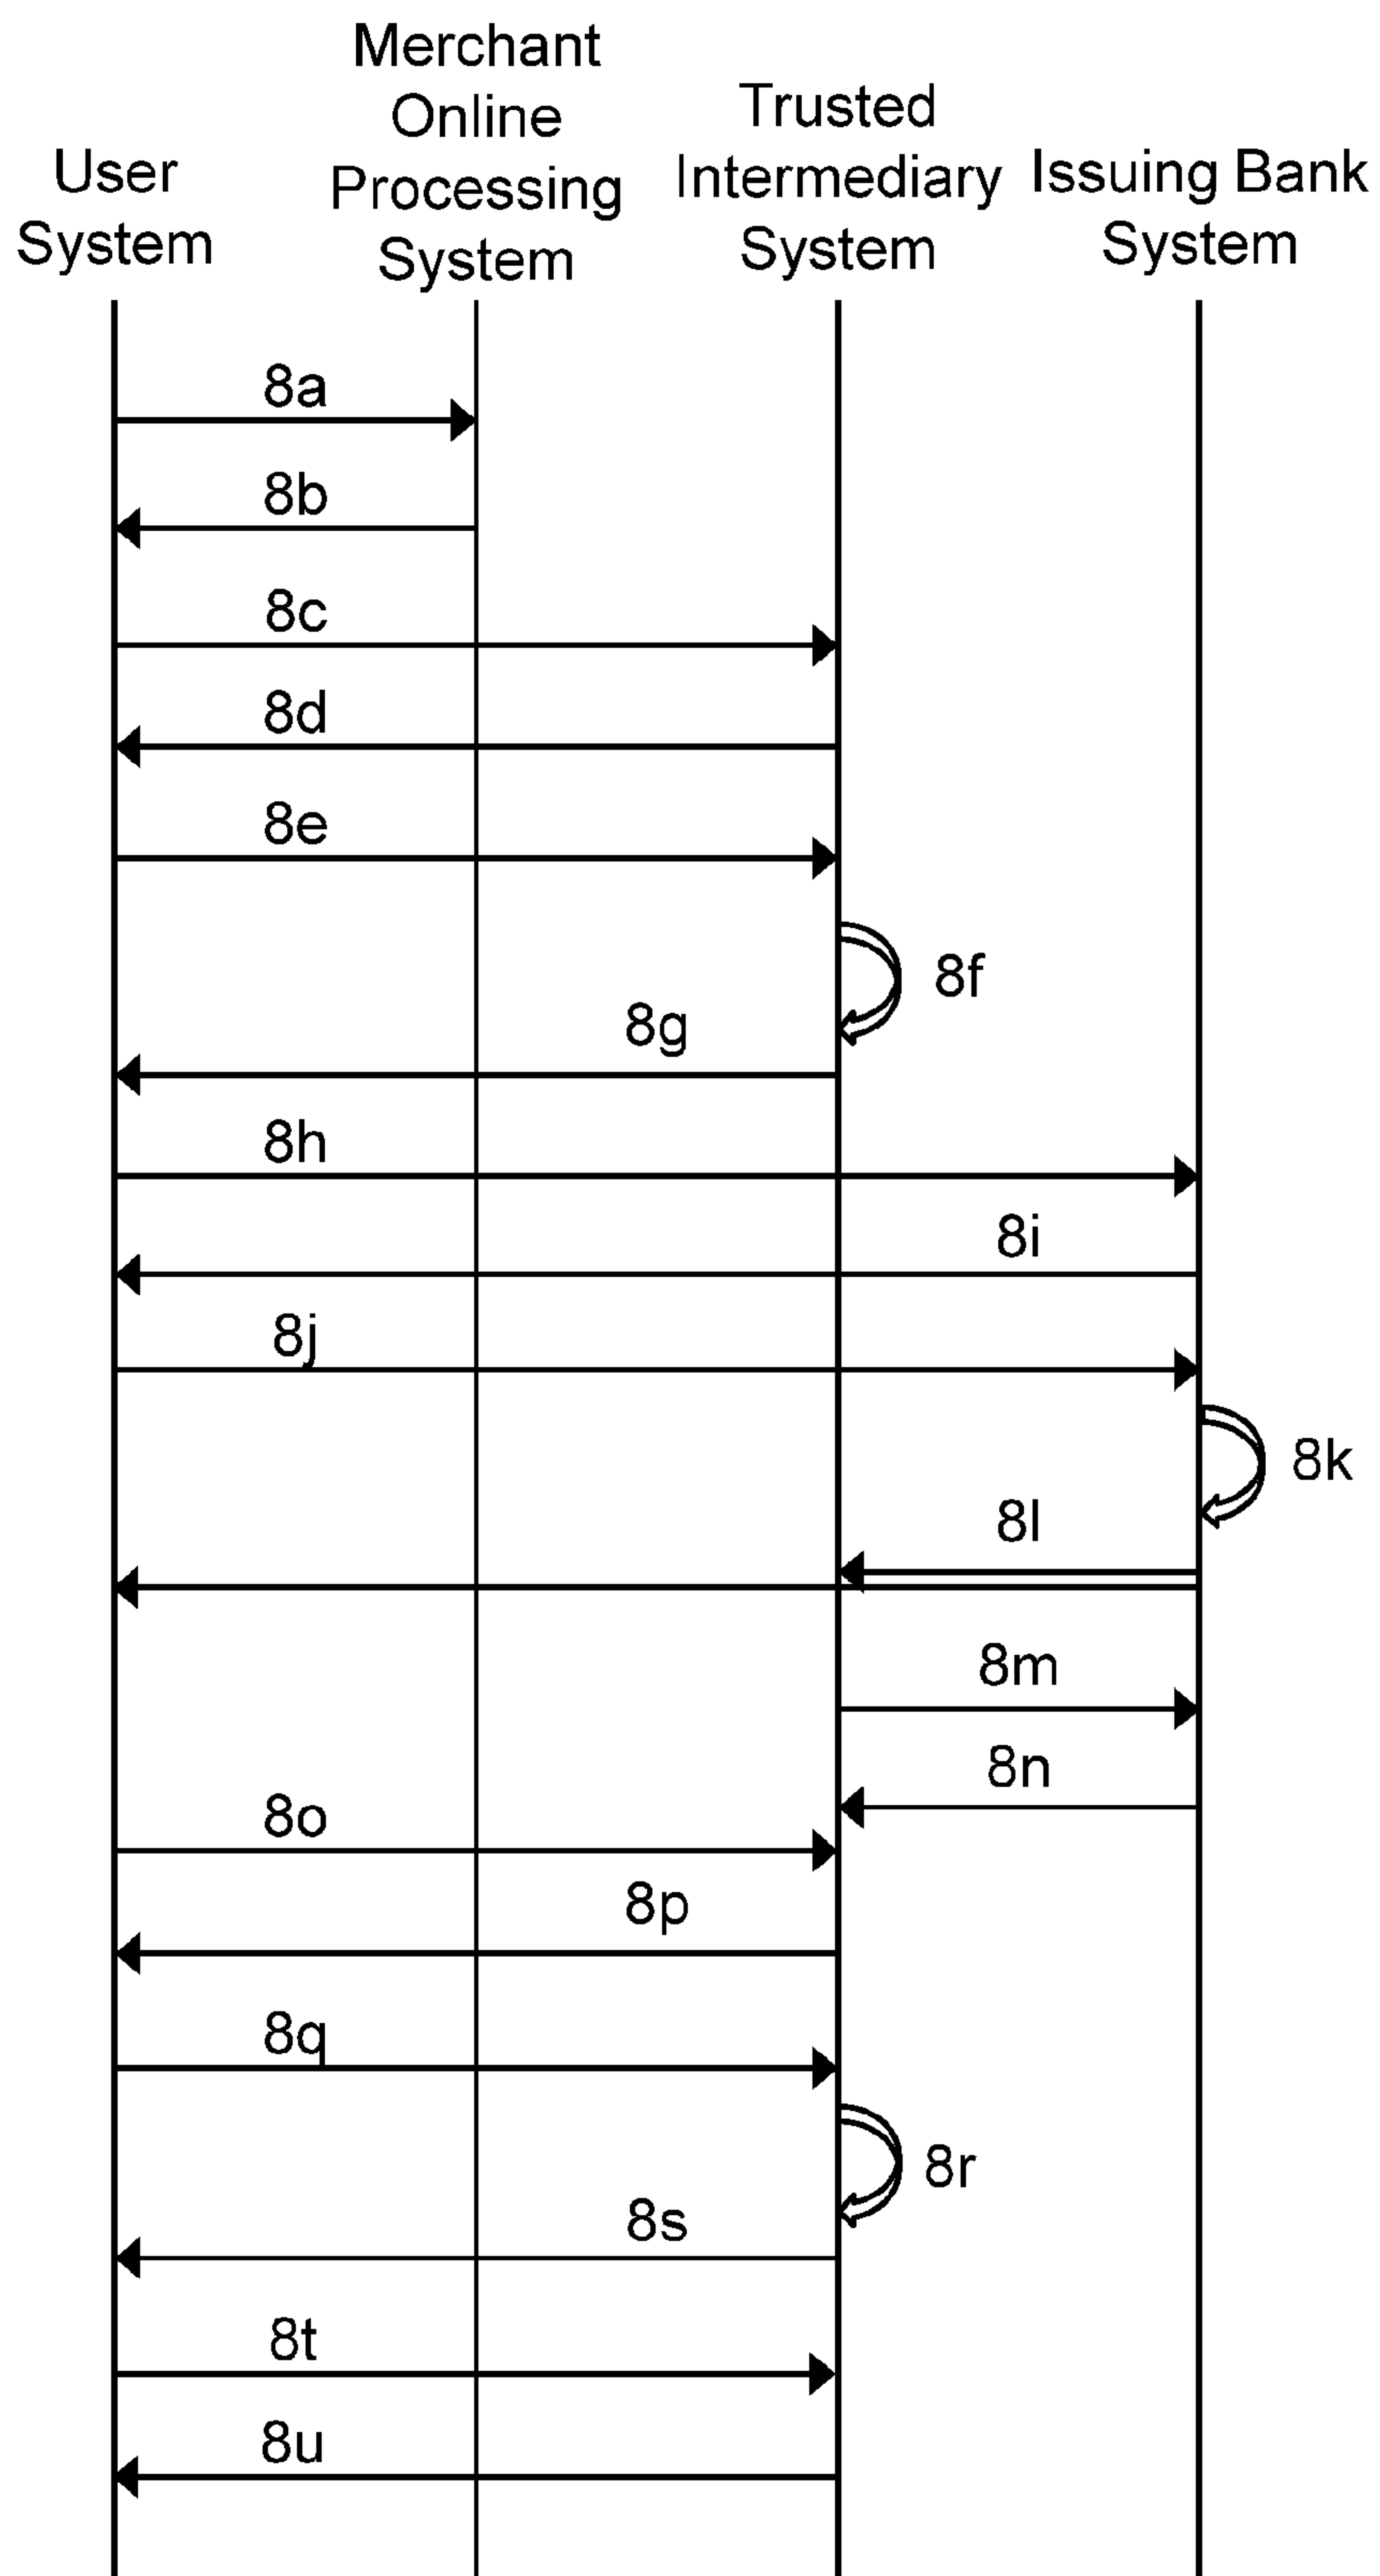 User
System
Merchant
Online
Processing
System
Trusted
Intermediary
System
Issuing Bank
System
8a
8b
8c
8d
8e
8f
8g
8h
8i
8j
8k
8l
8m
8n
8o
8p
8q
8r
8s
8t
8u